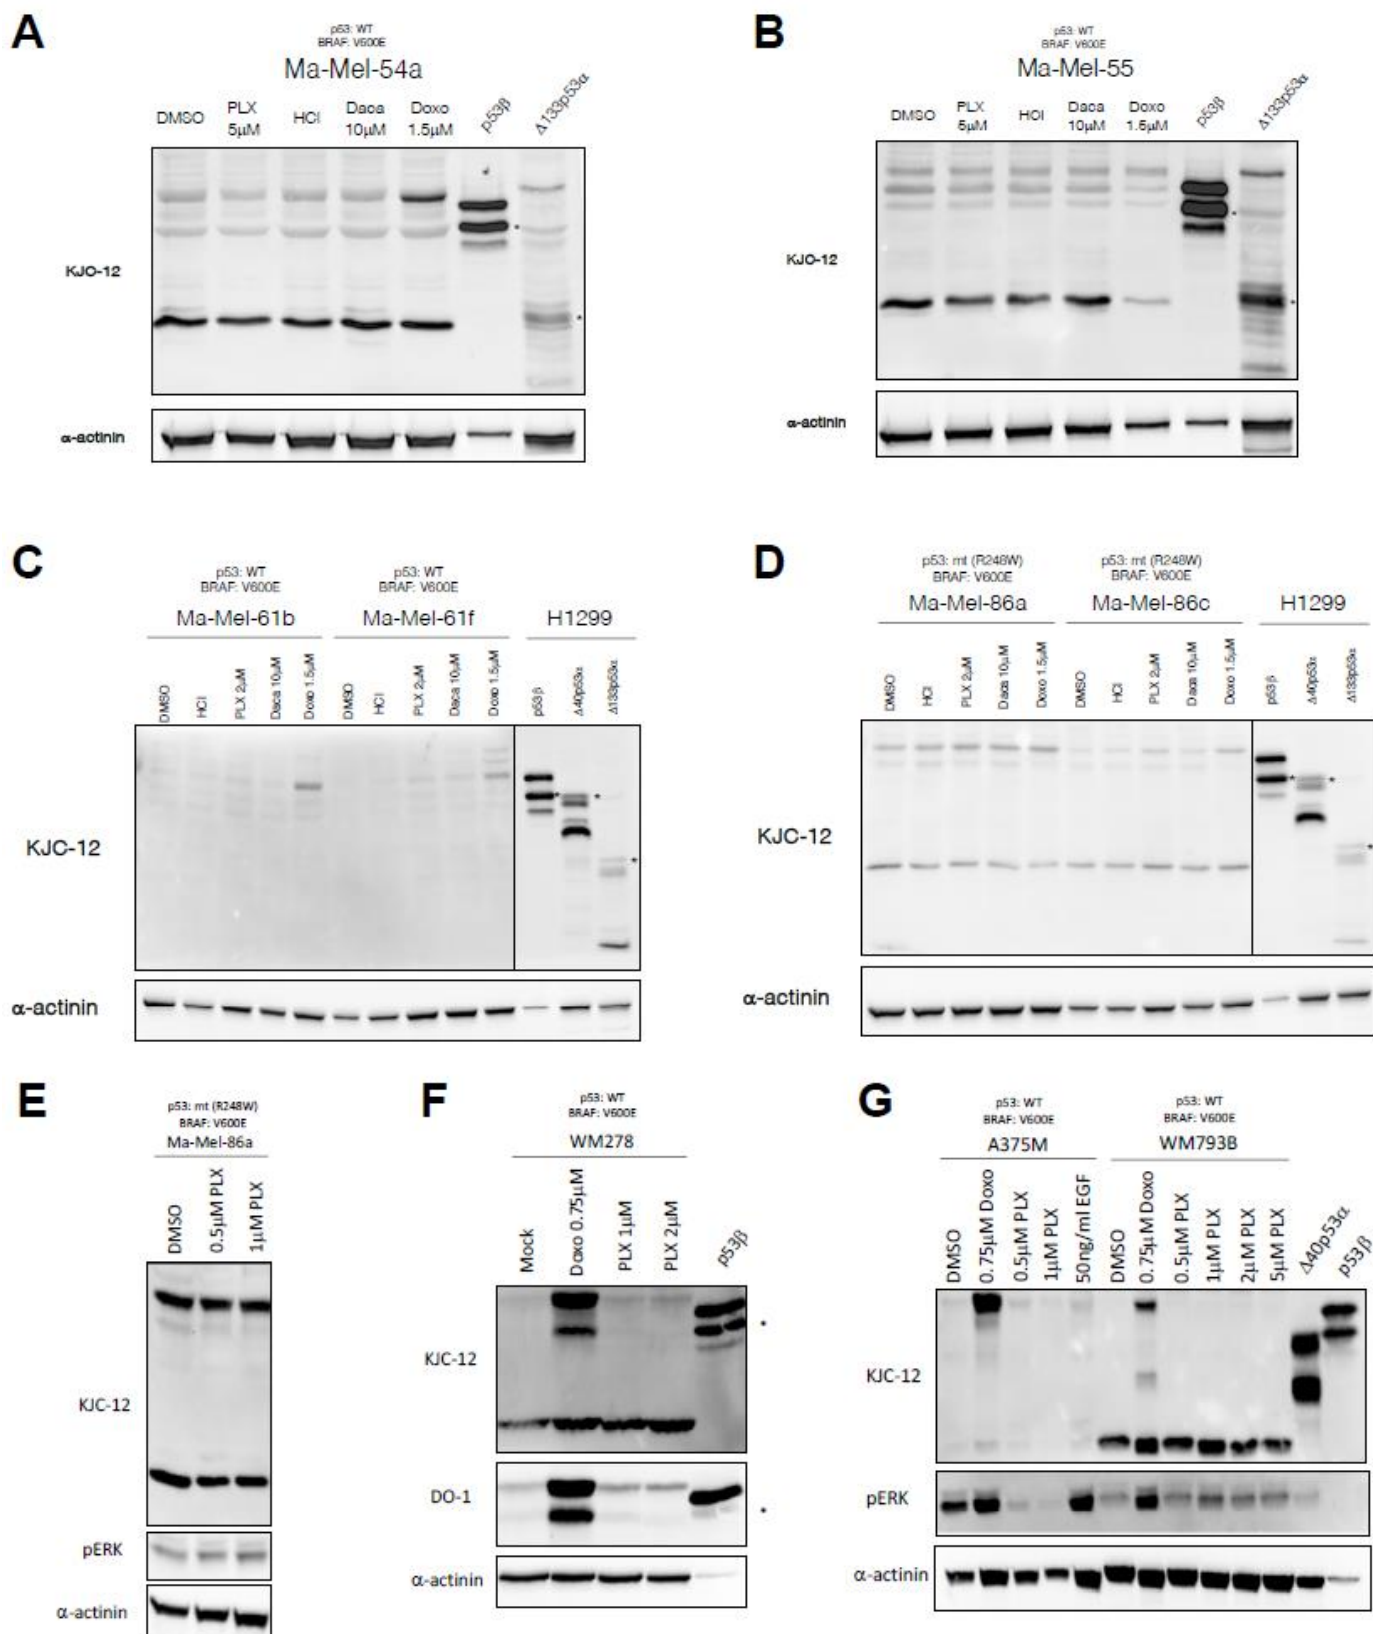 A
p53: WT
BRAF: V600E
Ma-Mel-54a
DMSO
PLX
5μM
HCl
Daca
10μM
Doxo
1.5μM
p53β
Δ133p53α
KJC-12
*
*
α-actinin
B
p53: WT
BRAF: V600E
Ma-Mel-55
DMSO
PLX
5μM
HCl
Daca
10μM
Doxo
1.5μM
p53β
Δ133p53α
KJC-12
*
*
α-actinin
C
p53: WT
BRAF: V600E
Ma-Mel-61b
p53: WT
BRAF: V600E
Ma-Mel-61f
H1299
DMSO
HCl
PLX 2μM
Daca 10μM
Doxo 1.5μM
DMSO
HCl
PLX 2μM
Daca 10μM
Doxo 1.5μM
p53β
Δ40p53α
Δ133p53α
KJC-12
*
*
*
α-actinin
D
p53: mt (R248W)
BRAF: V600E
Ma-Mel-86a
p53: mt (R248W)
BRAF: V600E
Ma-Mel-86c
H1299
DMSO
HCl
PLX 2μM
Daca 10μM
Doxo 1.5μM
DMSO
HCl
PLX 2μM
Daca 10μM
Doxo 1.5μM
p53β
Δ40p53α
Δ133p53α
KJC-12
*
*
*
α-actinin
E
p53: mt (R248W)
BRAF: V600E
Ma-Mel-86a
DMSO
0.5μM PLX
1μM PLX
KJC-12
pERK
α-actinin
F
p53: WT
BRAF: V600E
WM278
Mock
Doxo 0.75μM
PLX 1μM
PLX 2μM
p53β
KJC-12
*
DO-1
*
α-actinin
G
p53: WT
BRAF: V600E
A375M
p53: WT
BRAF: V600E
WM793B
DMSO
0.75μM Doxo
0.5μM PLX
1μM PLX
50ng/ml EGF
DMSO
0.75μM Doxo
0.5μM PLX
1μM PLX
2μM PLX
5μM PLX
Δ40p53α
p53β
KJC-12
pERK
α-actinin